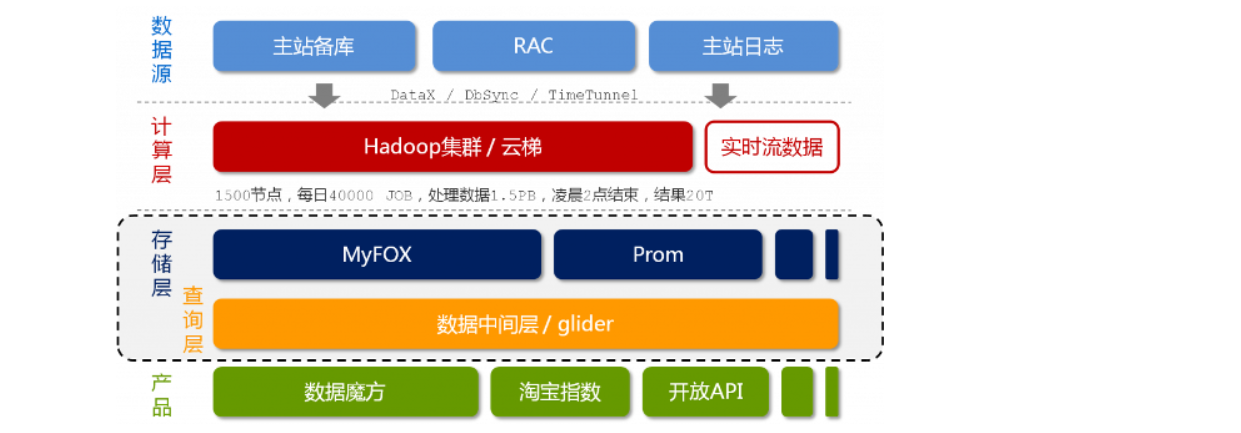 数据源
主站备库
RAC
主站日志
DataX / DbSync / TimeTunnel
计算层
Hadoop集群 / 云梯
实时流数据
1500节点，每日40000 JOB，处理数据1.5PB，凌晨2点结束，结果20T
存储层
MyFOX
Prom
查询层
数据中间层 / glider
产品
数据魔方
淘宝指数
开放API